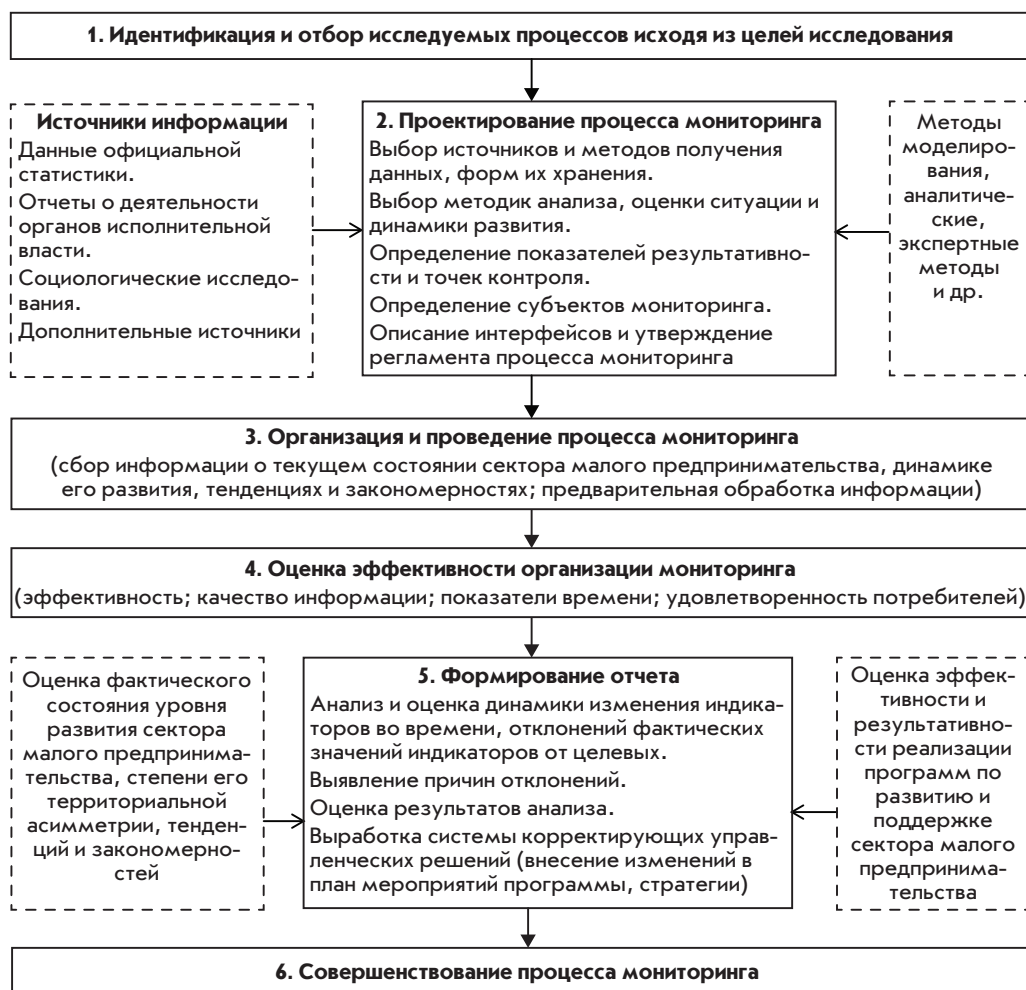 1. Идентификация и отбор исследуемых процессов исходя из целей исследования
Источники информации
Данные официальной
статистики.
Отчеты о деятельности
органов исполнительной
власти.
Социологические исследо-
вания.
Дополнительные источники
2. Проектирование процесса мониторинга
Выбор источников и методов получения
данных, форм их хранения.
Выбор методик анализа, оценки ситуации и
динамики развития.
Определение показателей результативно-
сти и точек контроля.
Определение субъектов мониторинга.
Описание интерфейсов и утверждение
регламента процесса мониторинга
Методы
моделиро-
вания,
аналитиче-
ские,
экспертные
методы
и др.
3. Организация и проведение процесса мониторинга
(сбор информации о текущем состоянии сектора малого предпринимательства, динамике
его развития, тенденциях и закономерностях; предварительная обработка информации)
4. Оценка эффективности организации мониторинга
(эффективность; качество информации; показатели времени; удовлетворенность потребителей)
Оценка фактического
состояния уровня
развития сектора
малого предпринима-
тельства, степени его
территориальной
асимметрии, тенден-
ций и закономерно-
стей
5. Формирование отчета
Анализ и оценка динамики изменения индика-
торов во времени, отклонений фактических
значений индикаторов от целевых.
Выявление причин отклонений.
Оценка результатов анализа.
Выработка системы корректирующих управ-
ленческих решений (внесение изменений в
план мероприятий программы, стратегии)
Оценка эффек-
тивности и
результативно-
сти реализации
программ по
развитию и
поддержке
сектора малого
предпринима-
тельства
6. Совершенствование процесса мониторинга